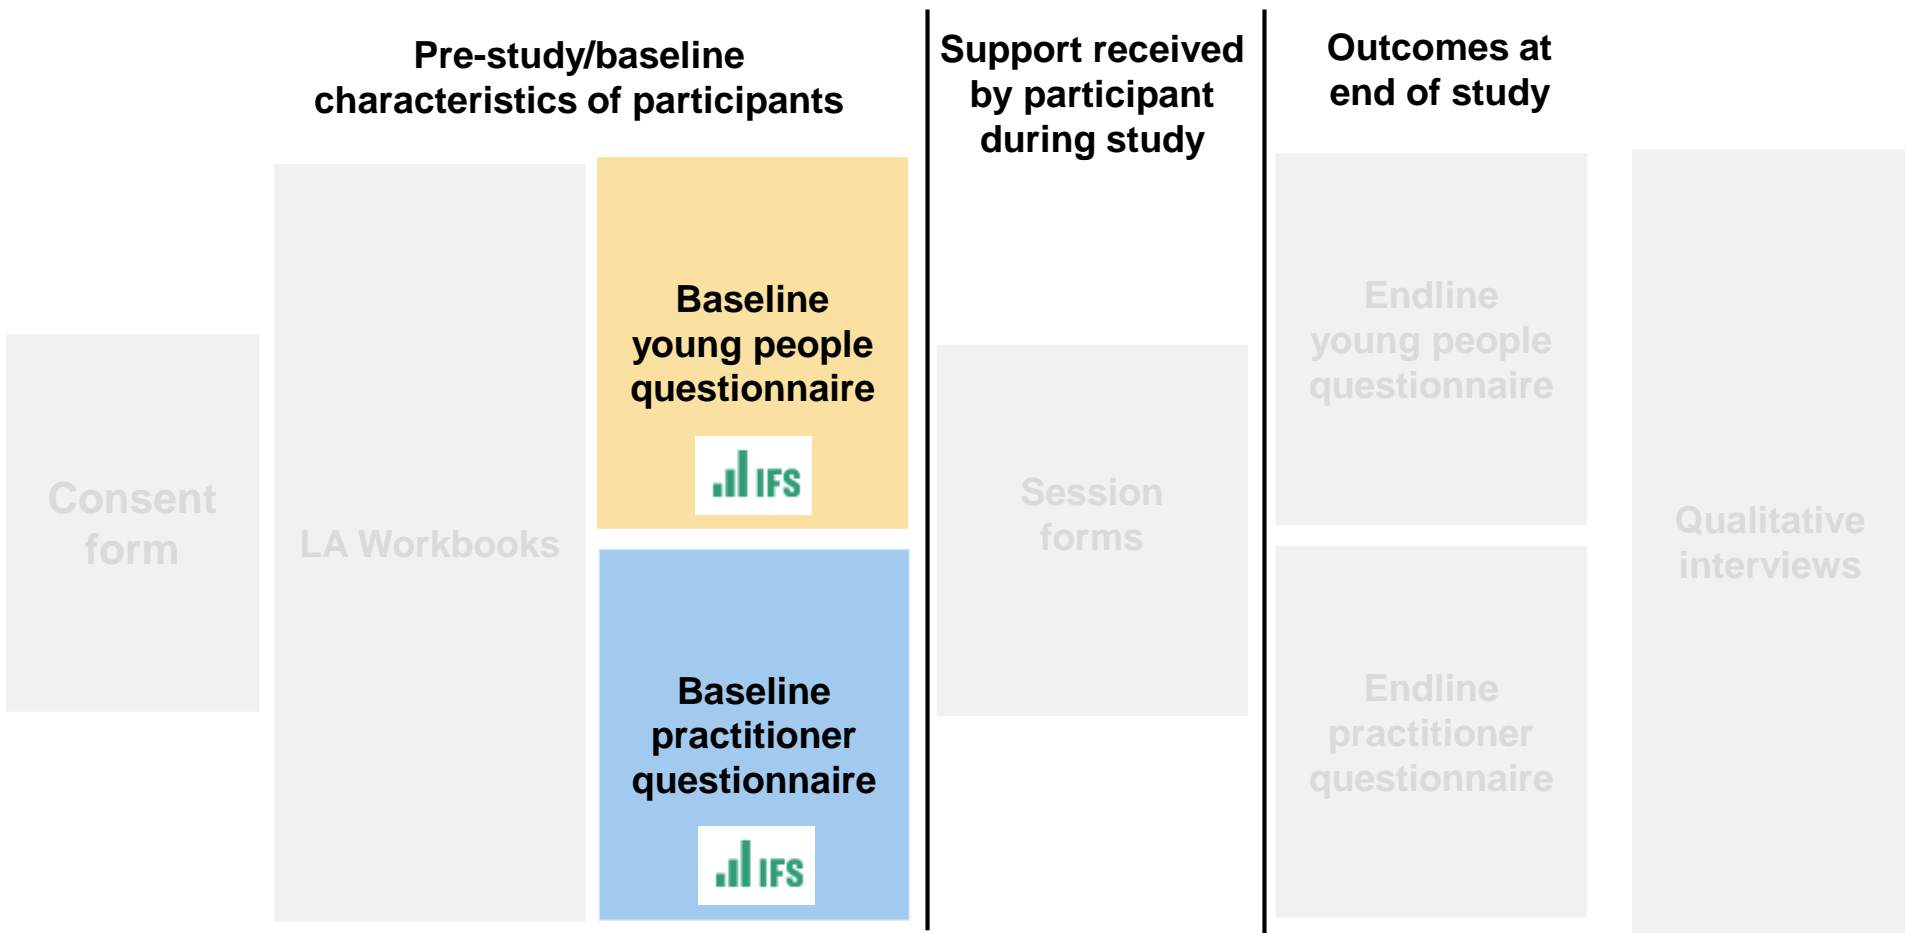 Pre-study/baseline
characteristics of participants
Support received
by participant
during study
Outcomes at
end of study
Consent
form
LA Workbooks
Baseline
young people
questionnaire
IFS
Baseline
practitioner
questionnaire
IFS
Session
forms
Endline
young people
questionnaire
Endline
practitioner
questionnaire
Qualitative
interviews